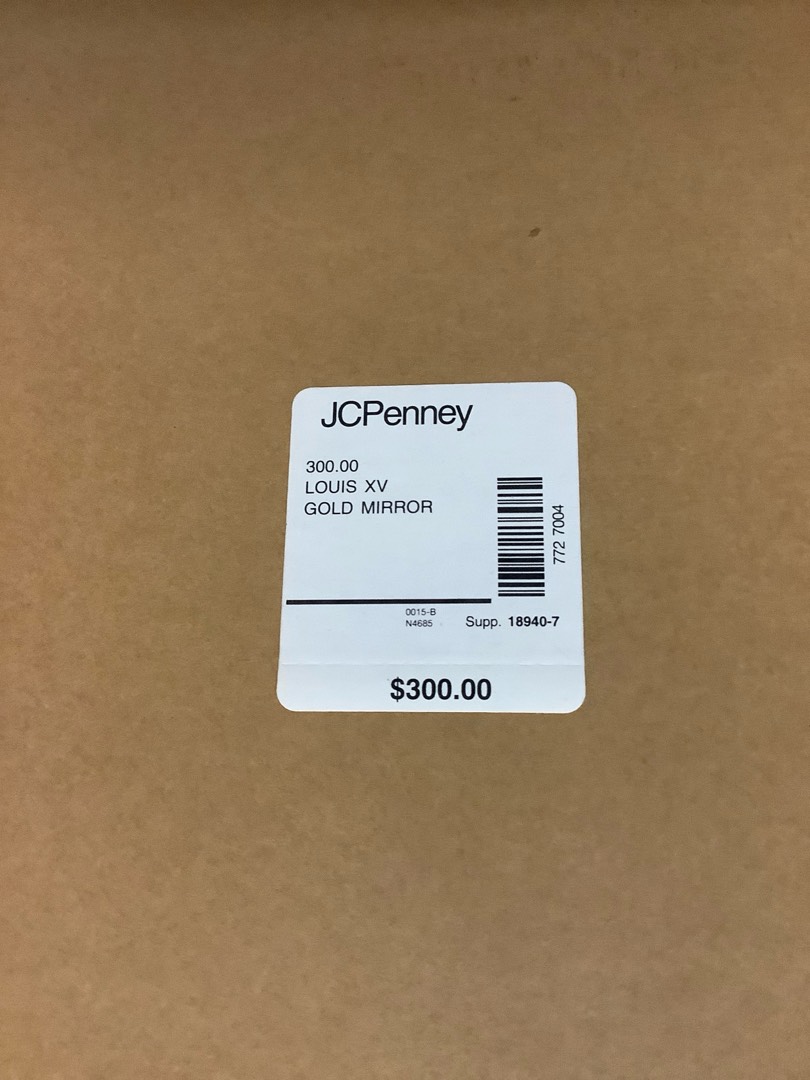 JCPenney
300.00
LOUIS XV
GOLD MIRROR
772 7004
0015-B
N4685
Supp. 18940-7
$300.00